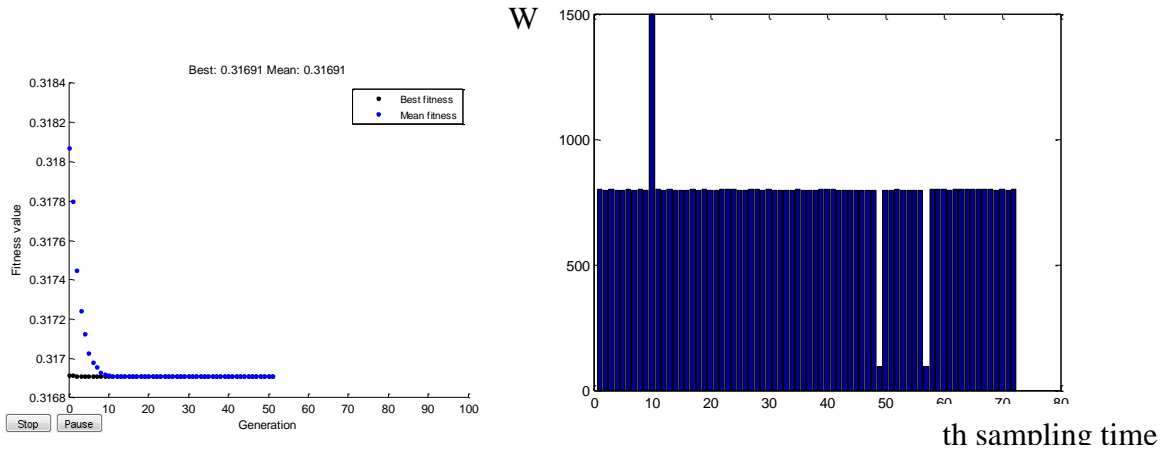 Best: 0.31691 Mean: 0.31691
Best fitness
Mean fitness
Fitness value
0.3184
0.3182
0.318
0.3178
0.3176
0.3174
0.3172
0.317
0.3168
0 10 20 30 40 50 60 70 80 90 100
Generation
Stop
Pause
W
1500
1000
500
0
0 10 20 30 40 50 60 70 80
th sampling time